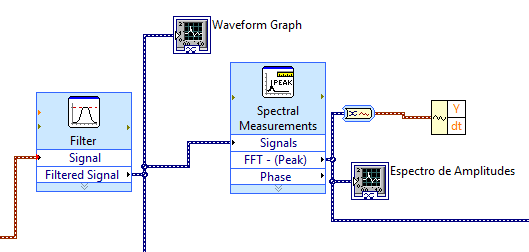 Waveform Graph
Filter
Signal
Filtered Signal
PEAK
Spectral
Measurements
Signals
FFT - (Peak)
Phase
Y
dt
Espectro de Amplitudes